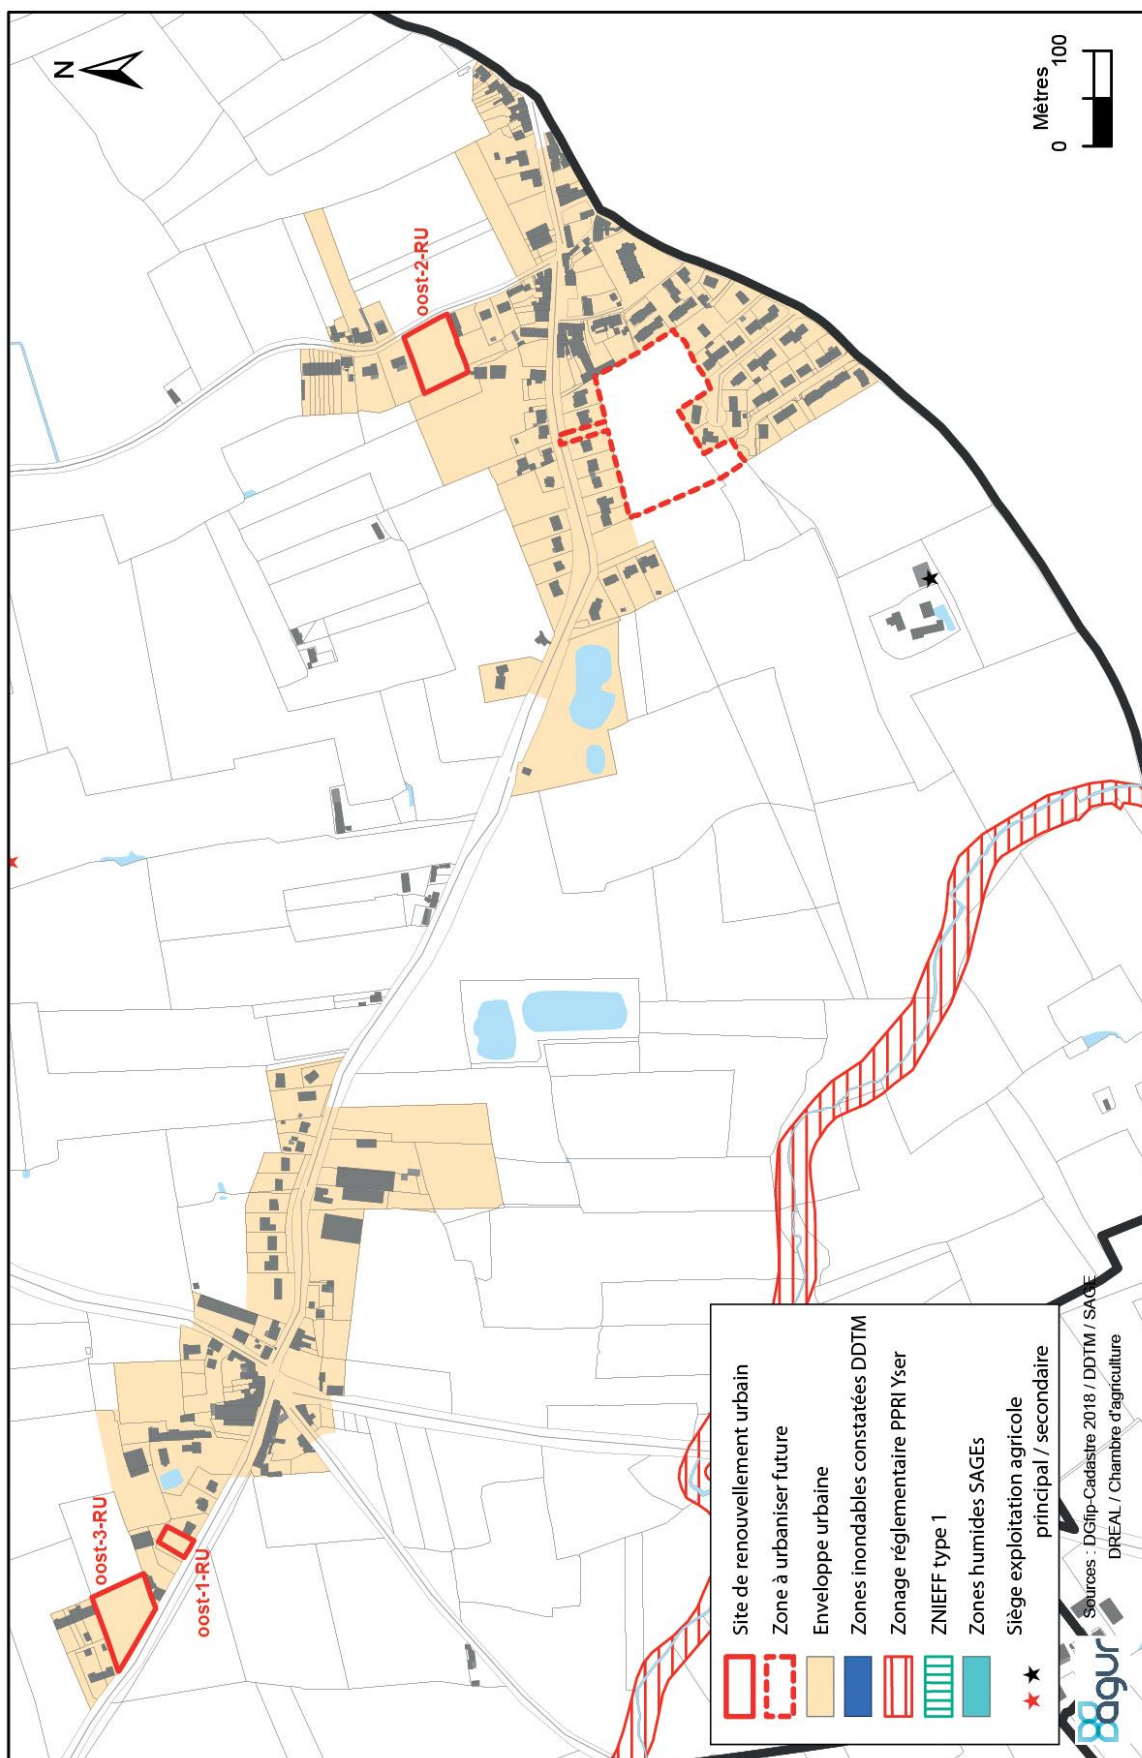 N
Mètres
0 100
oost-2-RU
oost-3-RU
oost-1-RU
Site de renouvellement urbain
Zone à urbaniser future
Enveloppe urbaine
Zones inondables constatées DDTM
Zonage réglementaire PPRI Yser
ZNIEFF type 1
Zones humides SAGEs
Siège exploitation agricole
principal / secondaire
agur
Sources : DGfip-Cadastre 2018 / DDTM / SAGE
DREAL / Chambre d'agriculture